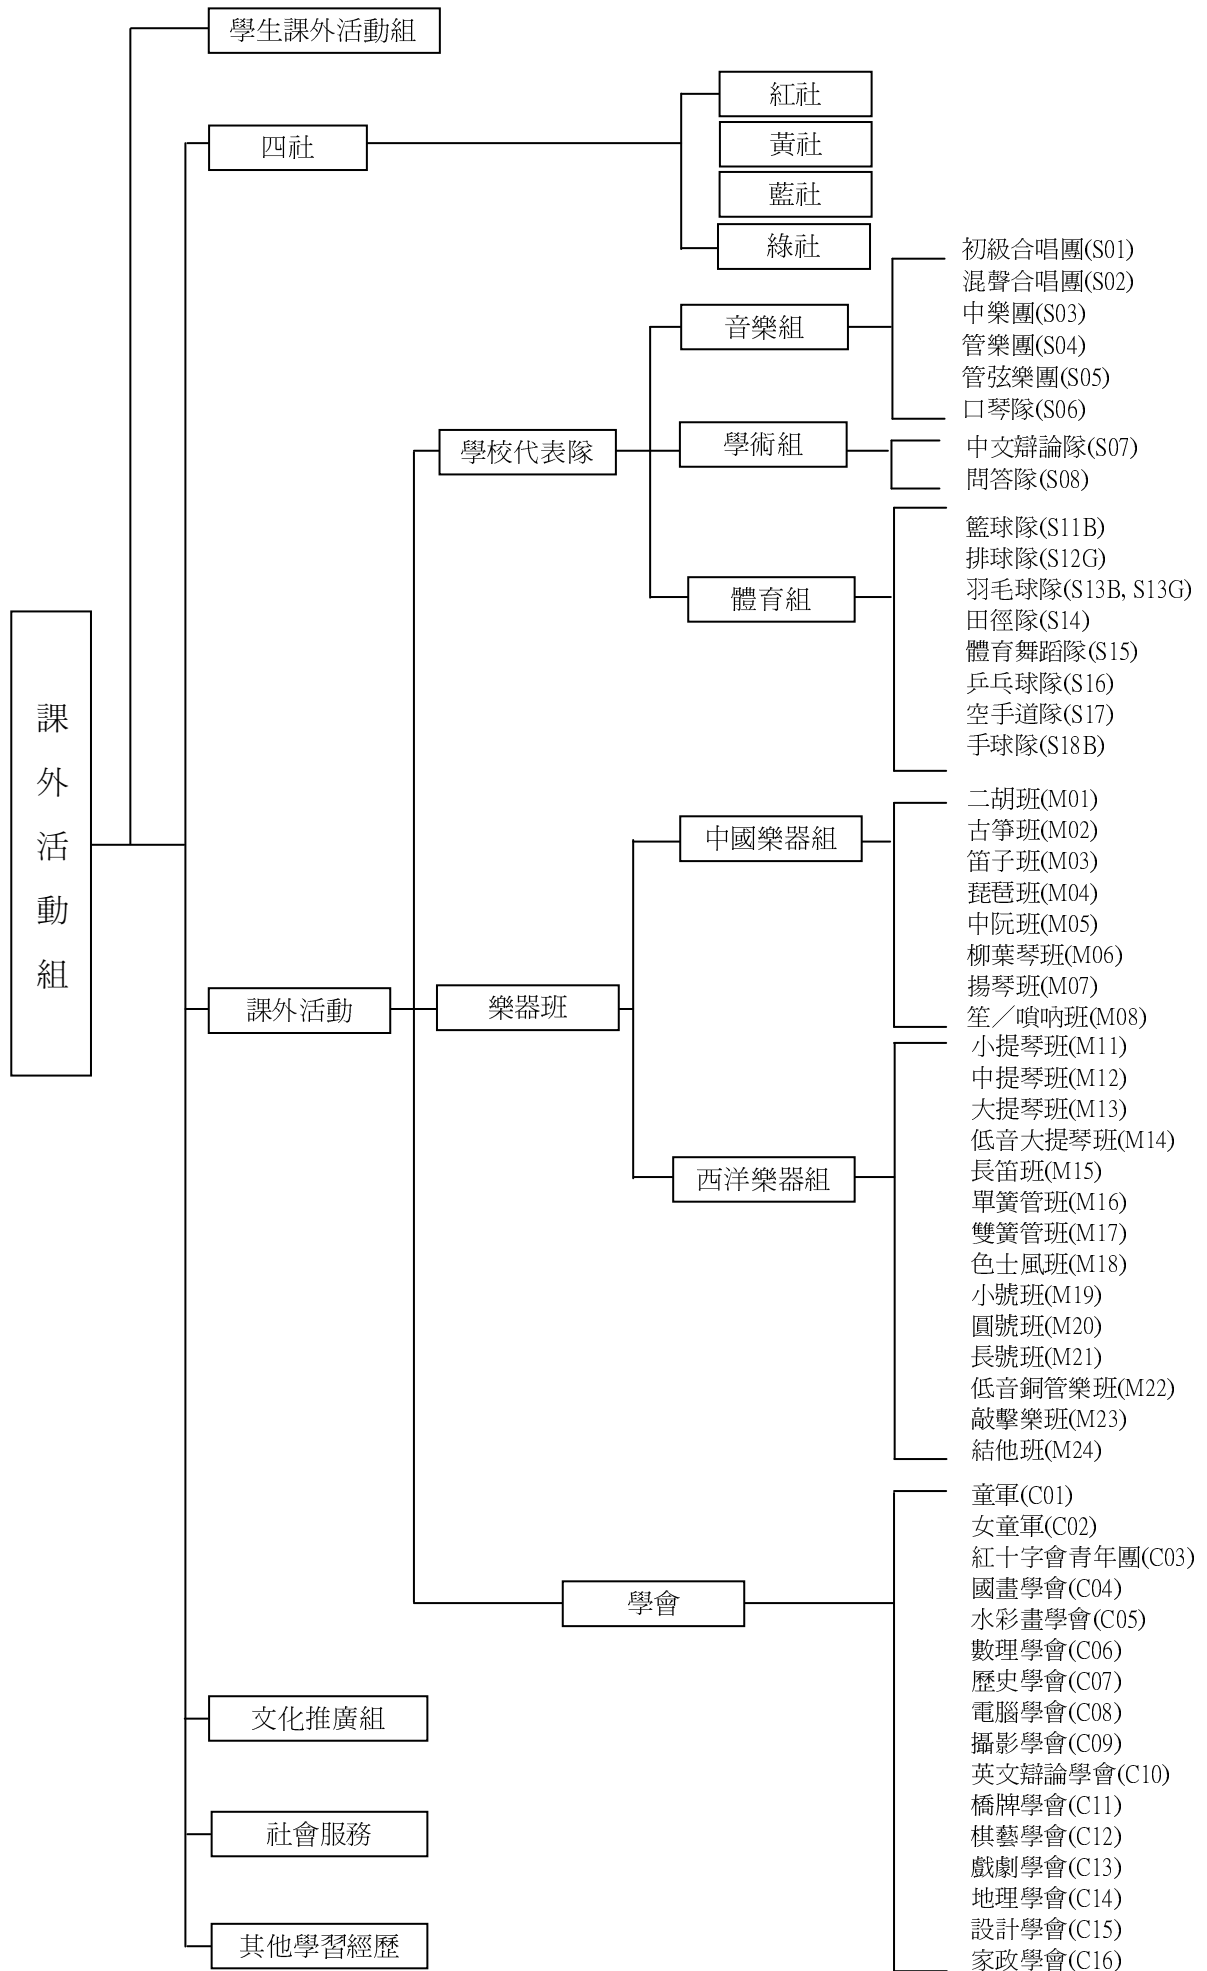 學生課外活動組
四社
紅社
黃社
藍社
綠社
課外活動組
課外活動
學校代表隊
音樂組
初級合唱團(S01)
混聲合唱團(S02)
中樂團(S03)
管樂團(S04)
管弦樂團(S05)
口琴隊(S06)
學術組
中文辯論隊(S07)
問答隊(S08)
體育組
籃球隊(S11B)
排球隊(S12G)
羽毛球隊(S13B, S13G)
田徑隊(S14)
體育舞蹈隊(S15)
乒乓球隊(S16)
空手道隊(S17)
手球隊(S18B)
樂器班
中國樂器組
二胡班(M01)
古箏班(M02)
笛子班(M03)
琵琶班(M04)
中阮班(M05)
柳葉琴班(M06)
揚琴班(M07)
笙／嗩吶班(M08)
西洋樂器組
小提琴班(M11)
中提琴班(M12)
大提琴班(M13)
低音大提琴班(M14)
長笛班(M15)
單簧管班(M16)
雙簧管班(M17)
色士風班(M18)
小號班(M19)
圓號班(M20)
長號班(M21)
低音銅管樂班(M22)
敲擊樂班(M23)
結他班(M24)
學會
童軍(C01)
女童軍(C02)
紅十字會青年團(C03)
國畫學會(C04)
水彩畫學會(C05)
數理學會(C06)
歷史學會(C07)
電腦學會(C08)
攝影學會(C09)
英文辯論學會(C10)
橋牌學會(C11)
棋藝學會(C12)
戲劇學會(C13)
地理學會(C14)
設計學會(C15)
家政學會(C16)
文化推廣組
社會服務
其他學習經歷